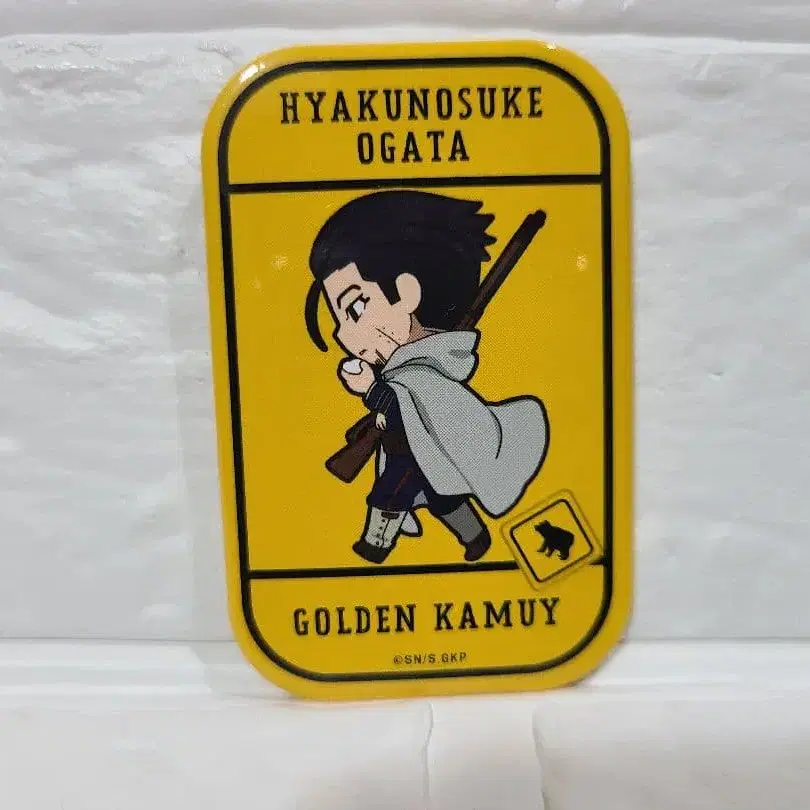 HYAKUNOSUKE
OGATA
GOLDEN KAMUY
©SN/S,GKP